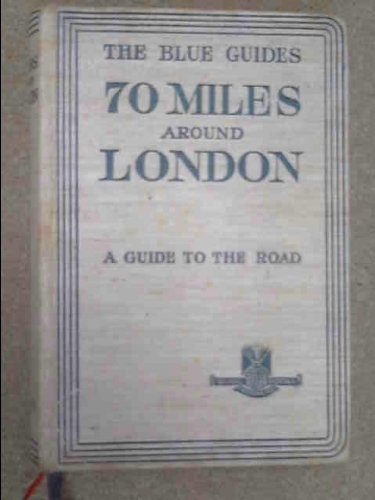 THE BLUE GUIDES
70 MILES
AROUND
LONDON
A GUIDE TO THE ROAD